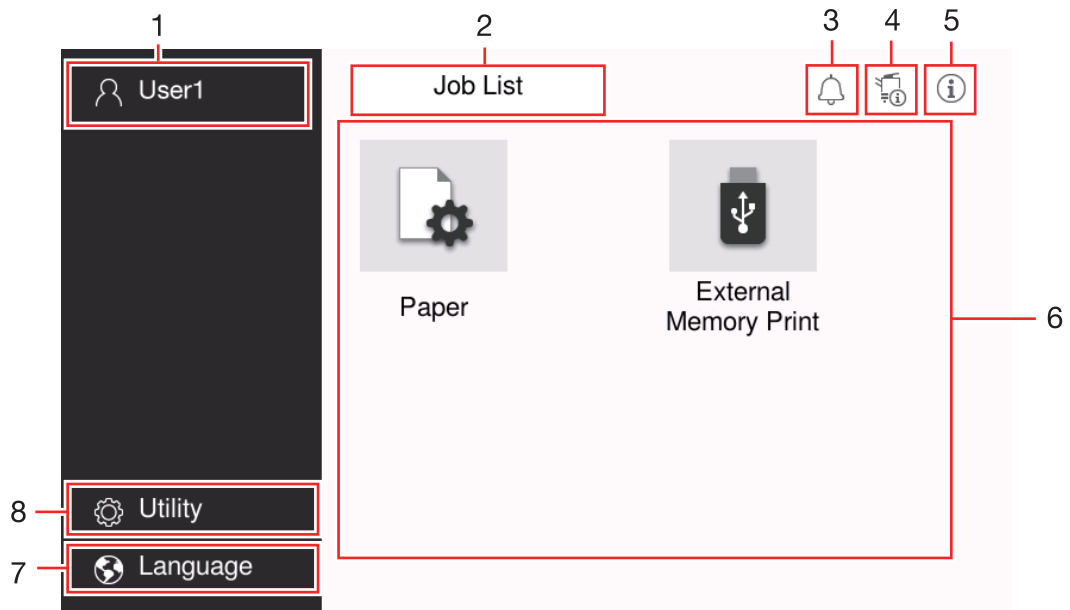 1
2
3
4
5
User1
Job List
Paper
External
Memory Print
6
8
Utility
7
Language